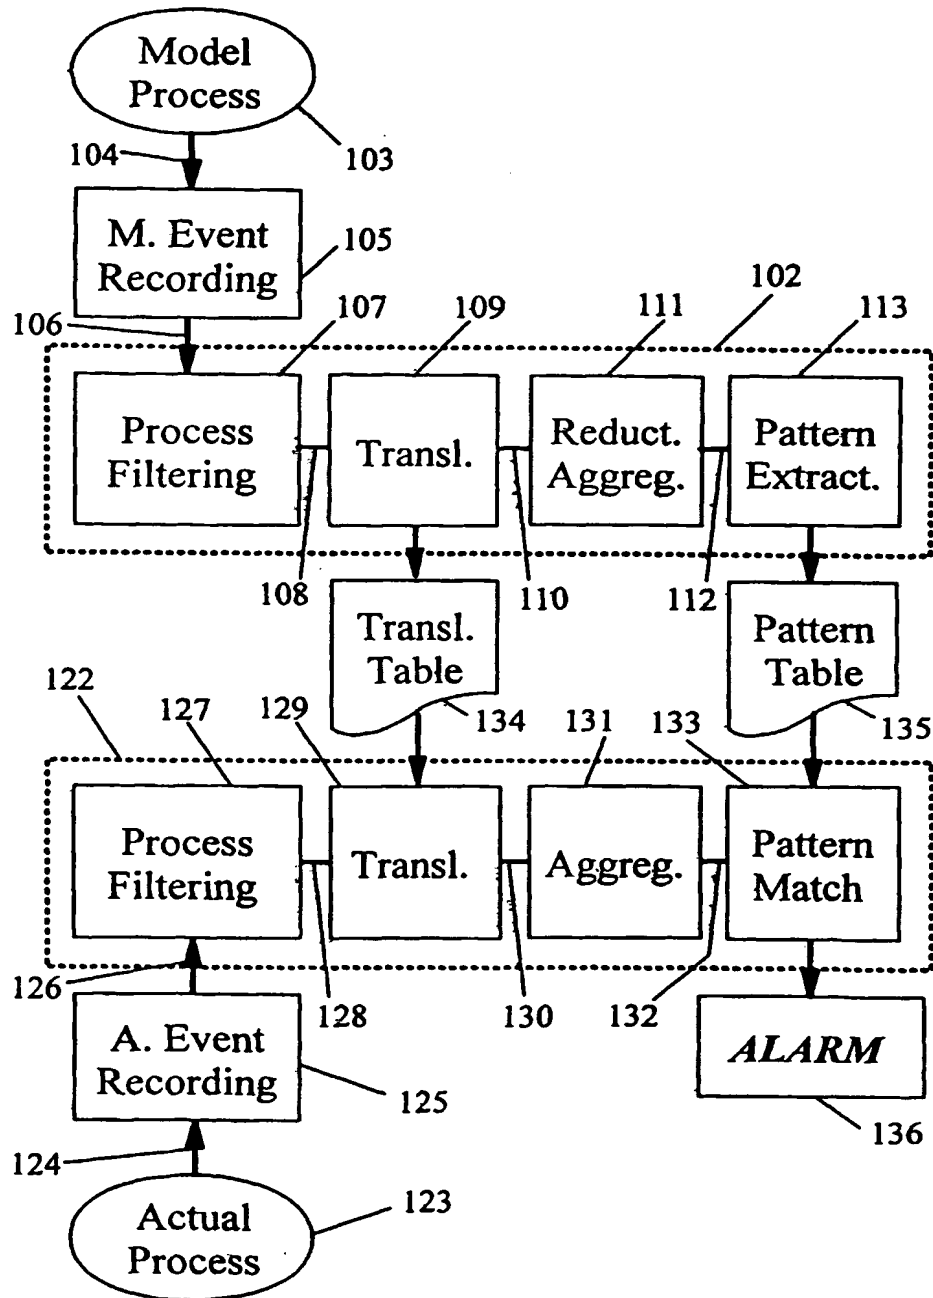 Model
Process
104
103
M. Event
Recording
105
106
107
109
111
102
113
Process
Filtering
Transl.
Reduct.
Aggreg.
Pattern
Extract.
108
110
112
Transl.
Table
Pattern
Table
122
127
129
134
131
133
135
Process
Filtering
Transl.
Aggreg.
Pattern
Match
126
128
130
132
A. Event
Recording
ALARM
125
136
124
Actual
Process
123